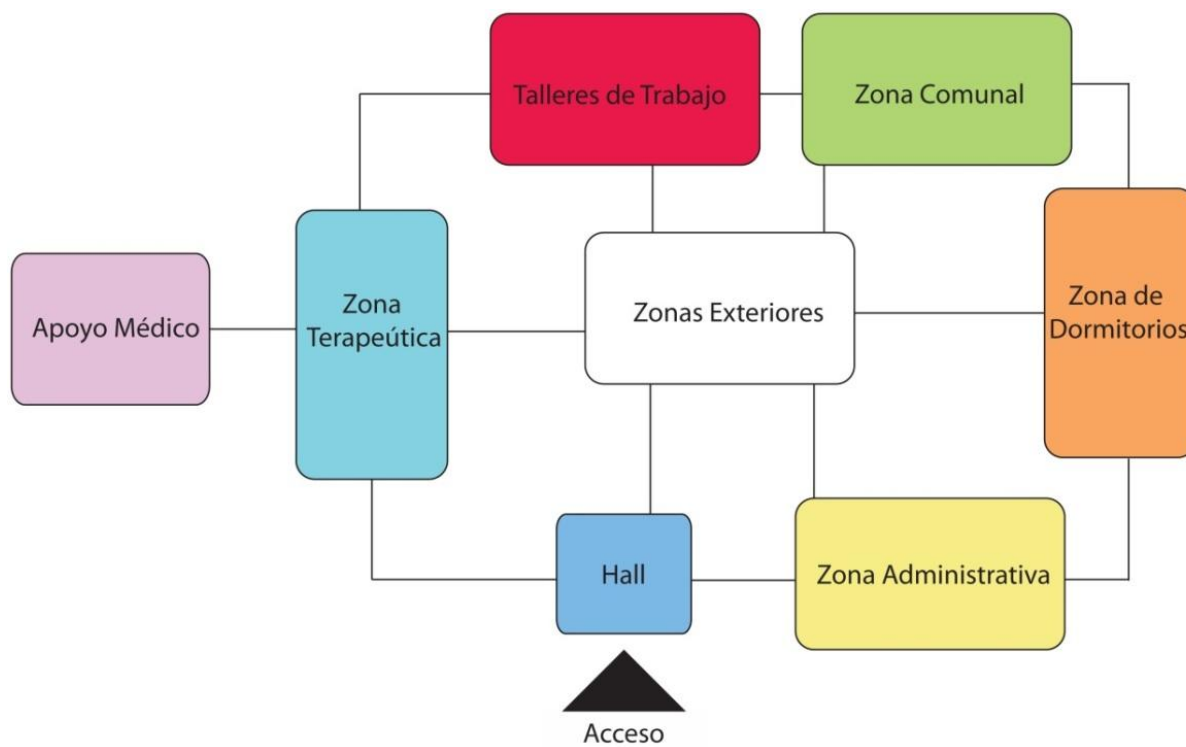 Talleres de Trabajo
Zona Comunal
Apoyo Médico
Zona
Terapeútica
Zonas Exteriores
Zona de
Dormitorios
Hall
Zona Administrativa
Acceso